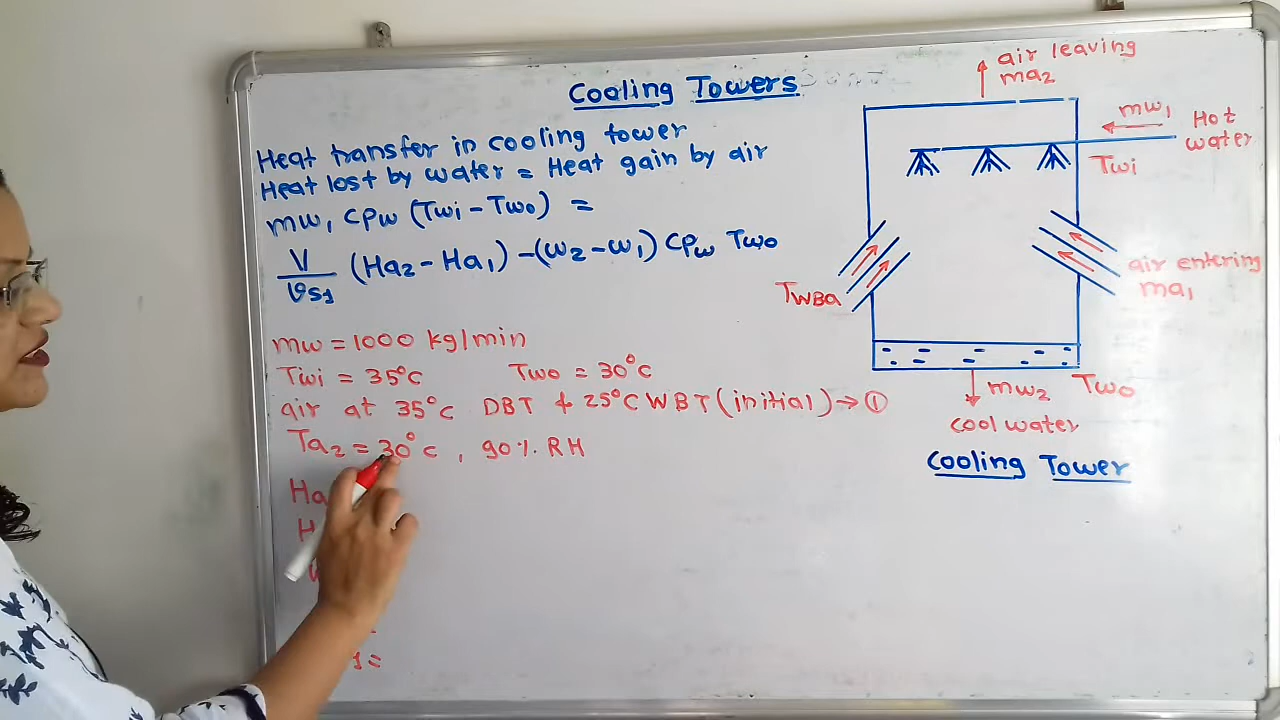 Cooling Towers
Heat transfer in cooling tower
Heat lost by water = Heat gain by air
mw₁ Cpw (Twi - Two) =
V/vs₁ (Ha₂ - Ha₁) - (ω₂ - ω₁) Cpw Two
mw = 1000 kg/min
Twi = 35°C Two = 30°C
air at 35°C DBT & 25°C WBT (initial) → ①
Ta₂ = 30°C, 90% RH
Ha
H
1 =
air leaving
ma₂
mw₁
Hot
water
Twi
air entering
ma₁
TWBa
mw₂ Two
cool water
Cooling Tower